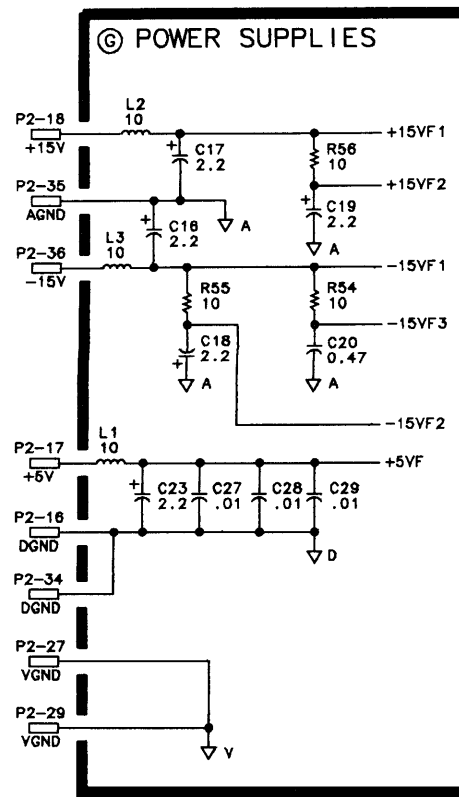 G POWER SUPPLIES
P2-18
+15V
L2
10
+15VF1
+
C17
2.2
R56
10
+15VF2
P2-35
AGND
+
C16
2.2
A
+
C19
2.2
A
P2-36
-15V
L3
10
-15VF1
R55
10
R54
10
-15VF3
+
C18
2.2
A
C20
0.47
A
-15VF2
P2-17
+5V
L1
10
+5VF
+
C23
2.2
C27
.01
C28
.01
C29
.01
P2-16
DGND
D
P2-34
DGND
P2-27
VGND
P2-29
VGND
V